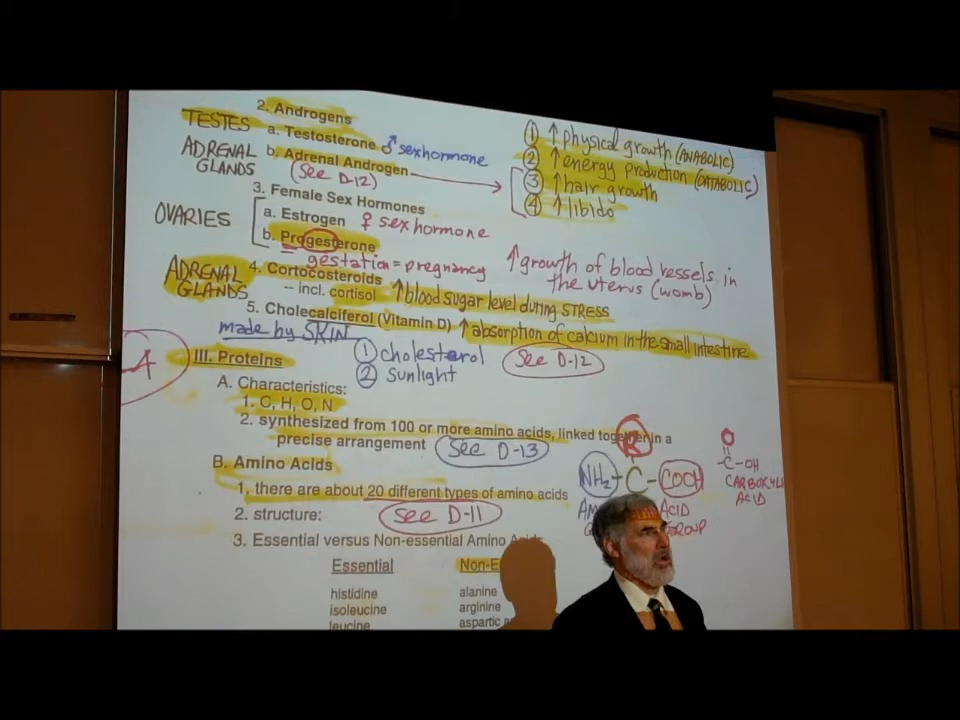 2. Androgens
TESTES a. Testosterone ♂ sex hormone
ADRENAL GLANDS b. Adrenal Androgen
(See D-12)
① ↑ physical growth (ANABOLIC)
② ↑ energy production (CATABOLIC)
③ ↑ hair growth
④ ↑ libido
3. Female Sex Hormones
OVARIES a. Estrogen ♀ sex hormone
b. Progesterone
gestation = pregnancy
↑ growth of blood vessels in
the uterus (womb)
ADRENAL GLANDS 4. Cortocosteroids
– incl. cortisol ↑ blood sugar level during STRESS
5. Cholecalciferol (Vitamin D) ↑ absorption of calcium in the small intestine
made by SKIN
① cholesterol
② sunlight
See D-12
A
III. Proteins
A. Characteristics:
1. C, H, O, N
2. synthesized from 100 or more amino acids, linked together in a
precise arrangement See D-13
R
NH₂ – C – COOH
ACID
GROUP
O
=
-C-OH
CARBOXYLIC
ACID
B. Amino Acids
1. there are about 20 different types of amino acids
2. structure: See D-11
3. Essential versus Non-essential Amino
Essential
histidine
isoleucine
leucine
alanine
arginine
aspartic